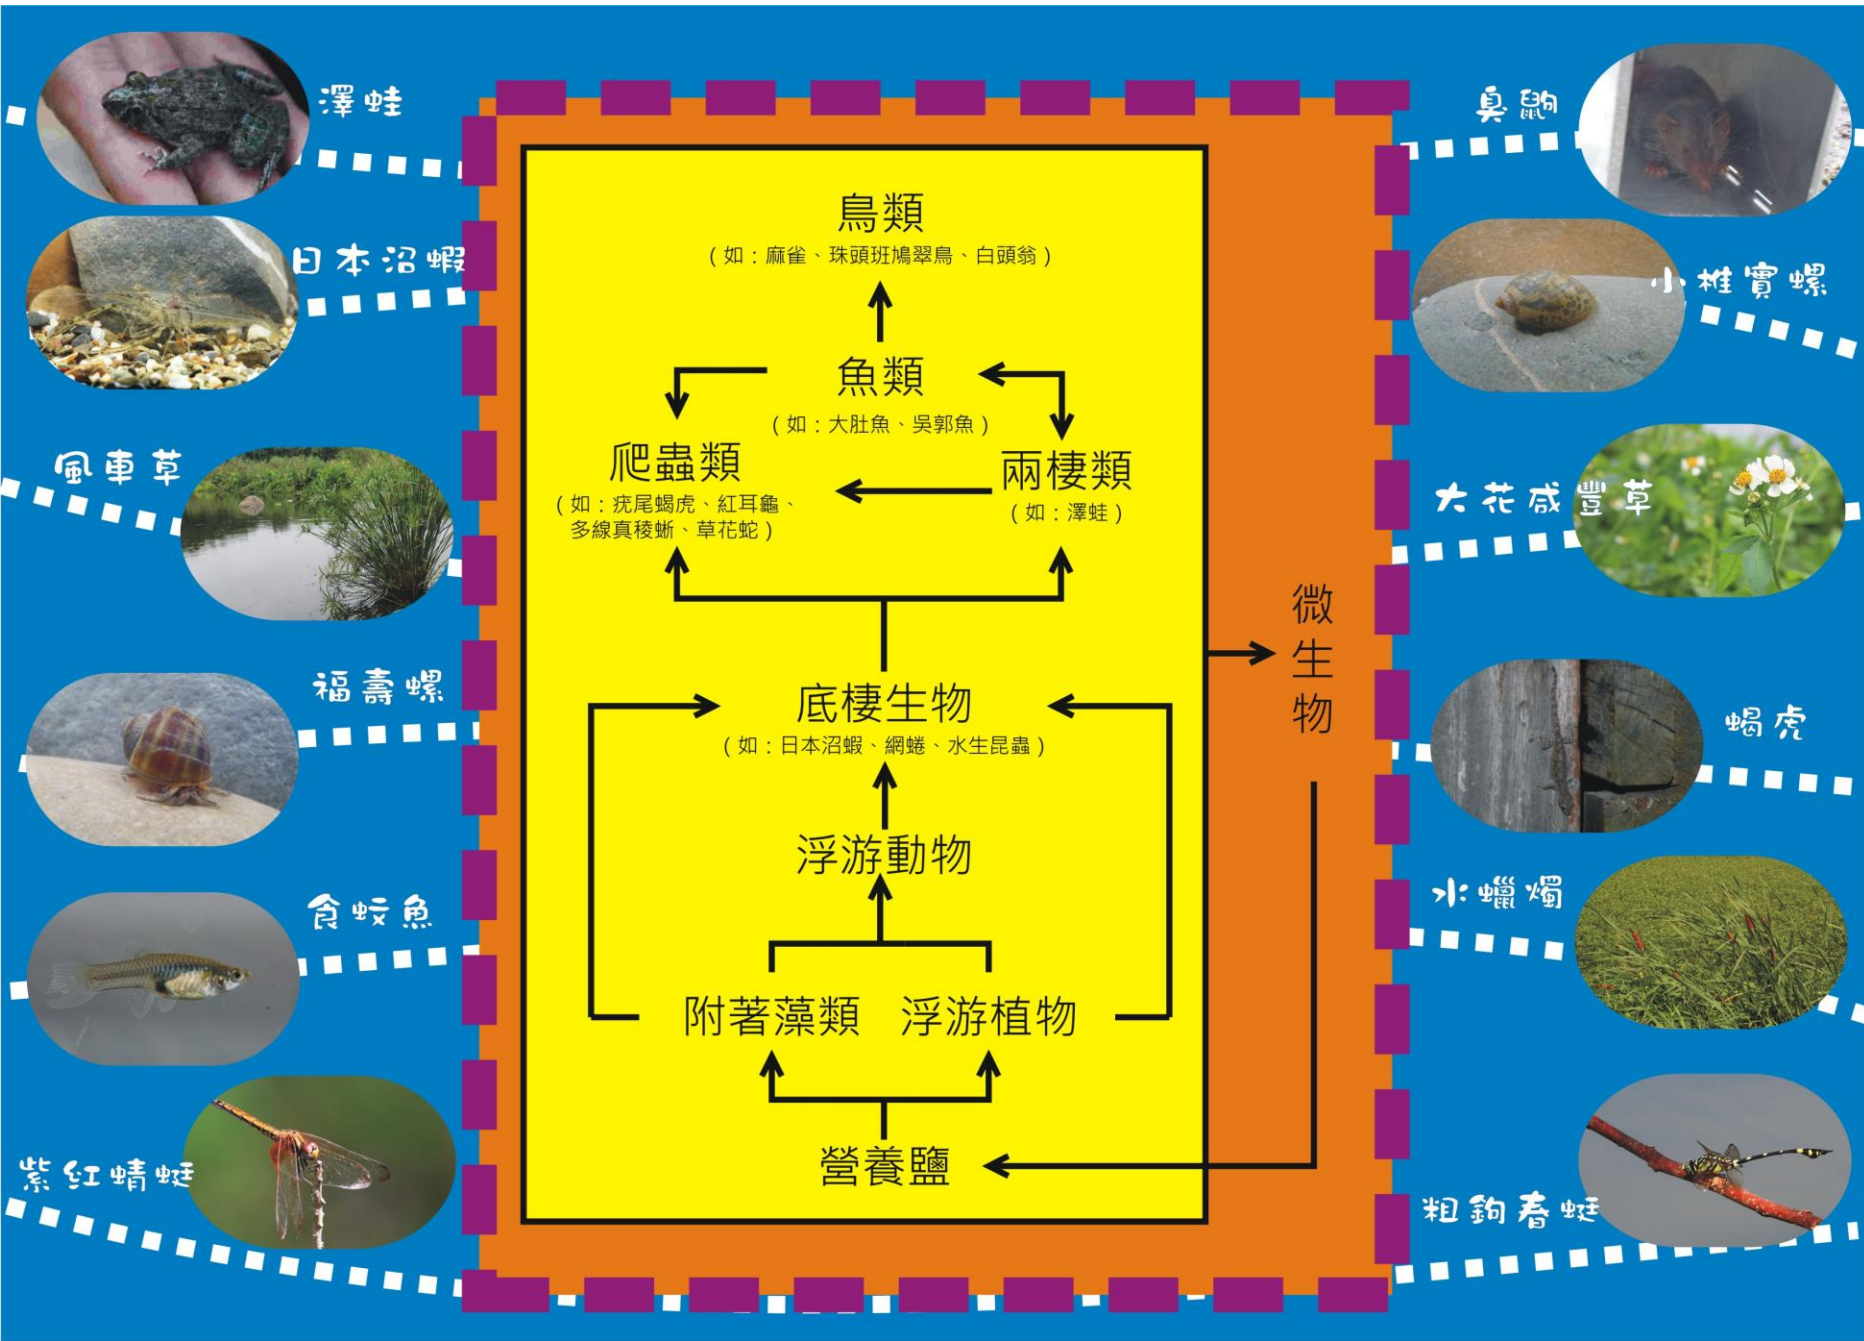 澤蛙
日本沼蝦
風車草
福壽螺
食蚊魚
紫紅蜻蜓
鳥類
(如：麻雀、珠頭班鳩翠鳥、白頭翁)
魚類
(如：大肚魚、吳郭魚)
爬蟲類
(如：疣尾蝎虎、紅耳龜、
多線真稜蜥、草花蛇)
兩棲類
(如：澤蛙)
底棲生物
(如：日本沼蝦、網蜷、水生昆蟲)
浮游動物
附著藻類
浮游植物
營養鹽
微生物
臭鼩
小椎實螺
大花咸豐草
蝎虎
水蠟燭
粗鉤春蜓